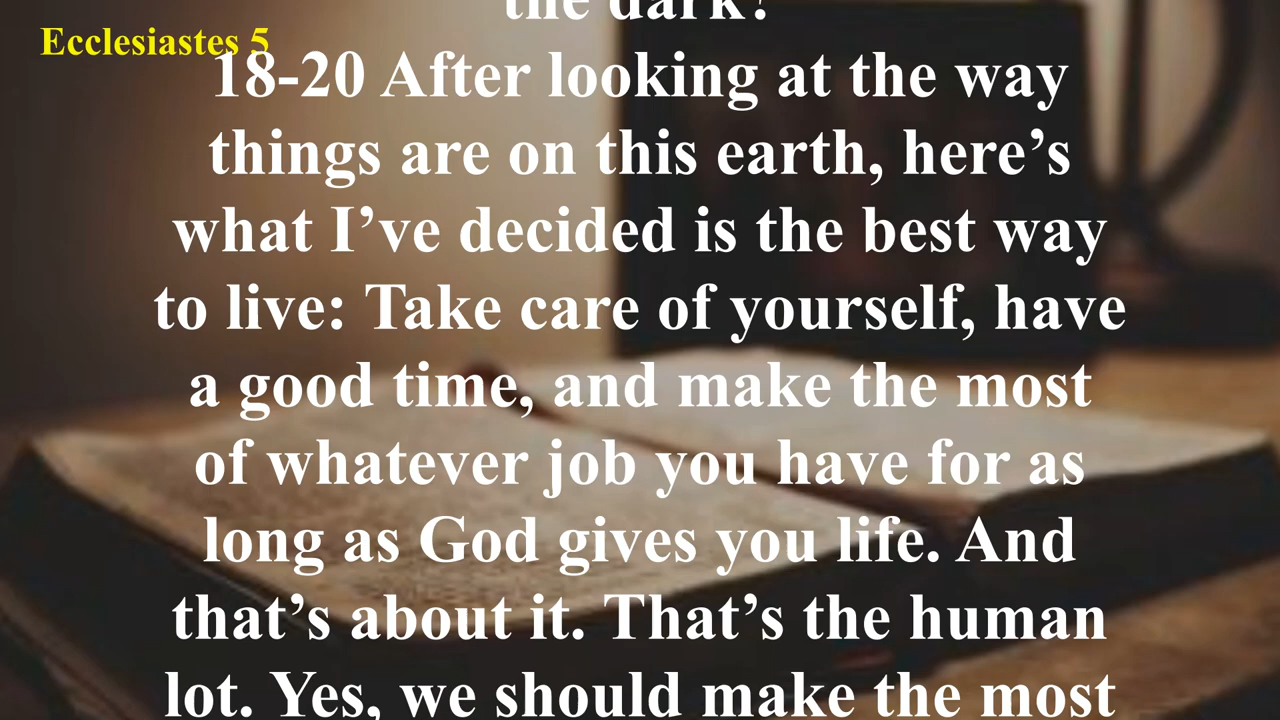 the dark?
Ecclesiastes 5
18-20 After looking at the way
things are on this earth, here’s
what I’ve decided is the best way
to live: Take care of yourself, have
a good time, and make the most
of whatever job you have for as
long as God gives you life. And
that’s about it. That’s the human
lot. Yes, we should make the most